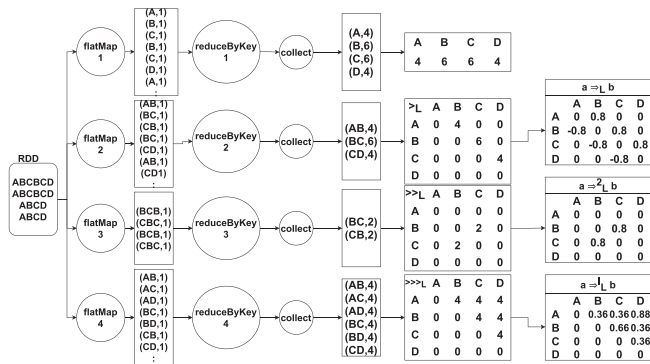 RDD
ABCBCD
ABCBCD
ABCD
ABCD
flatMap
1
(A,1)
(B,1)
(C,1)
(B,1)
(C,1)
(D,1)
(A,1)
:
reduceByKey
1
collect
(A,4)
(B,6)
(C,6)
(D,4)
A B C D
4 6 6 4
flatMap
2
(AB,1)
(BC,1)
(CB,1)
(BC,1)
(CD,1)
(AB,1)
(CD1)
:
reduceByKey
2
collect
(AB,4)
(BC,6)
(CD,4)
>L A B C D
A 0 4 0 0
B 0 0 6 0
C 0 0 0 4
D 0 0 0 0
a ⇒L b
A B C D
A 0 0.8 0 0
B -0.8 0 0.8 0
C 0 -0.8 0 0.8
D 0 0 -0.8 0
flatMap
3
(BCB,1)
(CBC,1)
(BCB,1)
(CBC,1)
reduceByKey
3
collect
(BC,2)
(CB,2)
>>L A B C D
A 0 0 0 0
B 0 0 2 0
C 0 2 0 0
D 0 0 0 0
a ⇒²L b
A B C D
A 0 0 0 0
B 0 0 0.8 0
C 0 0.8 0 0
D 0 0 0 0
flatMap
4
(AB,1)
(AC,1)
(AD,1)
(BC,1)
(BD,1)
(CB,1)
(CD,1)
:
reduceByKey
4
collect
(AB,4)
(AC,4)
(AD,4)
(BC,4)
(BD,4)
(CD,4)
>>>L A B C D
A 0 4 4 4
B 0 0 4 4
C 0 0 0 4
D 0 0 0 0
a ⇒lL b
A B C D
A 0 0.36 0.36 0.88
B 0 0 0.66 0.36
C 0 0 0 0.36
D 0 0 0 0